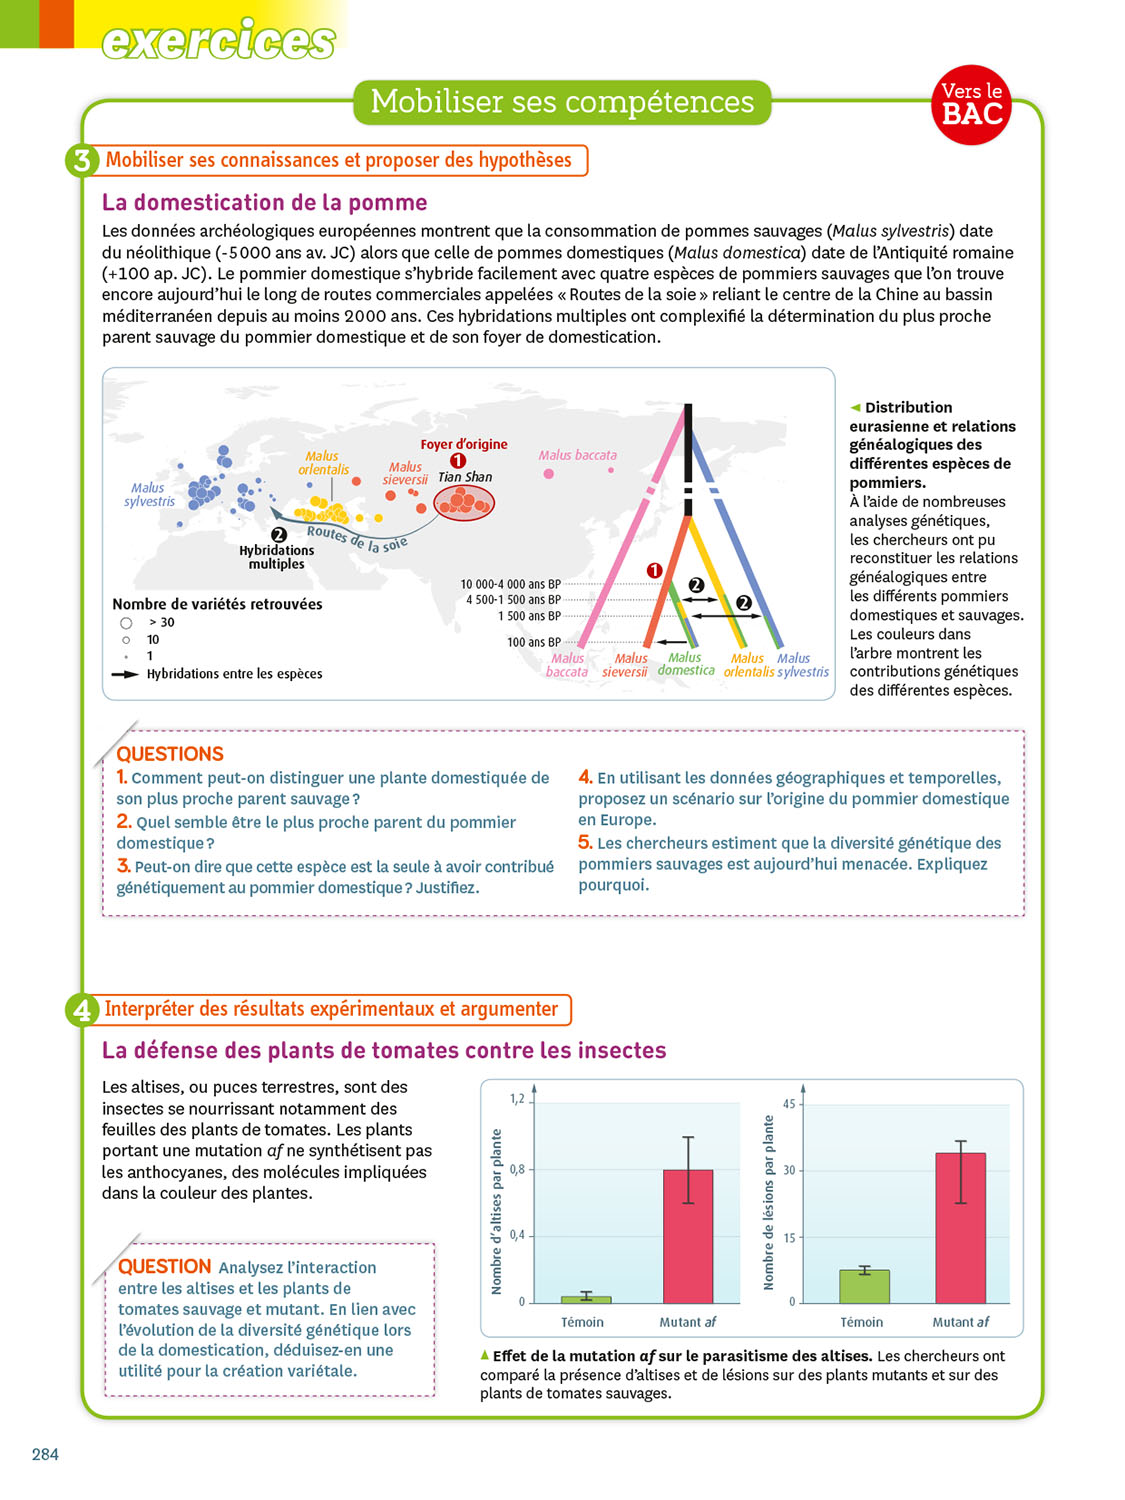 exercices
Mobiliser ses compétences
Vers le
BAC
3 Mobiliser ses connaissances et proposer des hypothèses
La domestication de la pomme
Les données archéologiques européennes montrent que la consommation de pommes sauvages (Malus sylvestris) date
du néolithique (-5000 ans av. JC) alors que celle de pommes domestiques (Malus domestica) date de l'Antiquité romaine
(+100 ap. JC). Le pommier domestique s'hybride facilement avec quatre espèces de pommiers sauvages que l'on trouve
encore aujourd'hui le long de routes commerciales appelées « Routes de la soie » reliant le centre de la Chine au bassin
méditerranéen depuis au moins 2000 ans. Ces hybridations multiples ont complexifié la détermination du plus proche
parent sauvage du pommier domestique et de son foyer de domestication.
Malus
sylvestris
Malus
orlentalis
Malus
sieversii
Foyer d'origine
1
Tian Shan
Malus baccata
2
Hybridations
multiples
Routes de la soie
Nombre de variétés retrouvées
> 30
10
1
Hybridations entre les espèces
1
2
2
10 000-4 000 ans BP
4 500-1 500 ans BP
1 500 ans BP
100 ans BP
Malus
baccata
Malus
sieversii
Malus
domestica
Malus
orlentalis
Malus
sylvestris
◄ Distribution
eurasienne et relations
généalogiques des
différentes espèces de
pommiers.
À l'aide de nombreuses
analyses génétiques,
les chercheurs ont pu
reconstituer les relations
généalogiques entre
les différents pommiers
domestiques et sauvages.
Les couleurs dans
l'arbre montrent les
contributions génétiques
des différentes espèces.
QUESTIONS
1. Comment peut-on distinguer une plante domestiquée de
son plus proche parent sauvage ?
2. Quel semble être le plus proche parent du pommier
domestique ?
3. Peut-on dire que cette espèce est la seule à avoir contribué
génétiquement au pommier domestique ? Justifiez.
4. En utilisant les données géographiques et temporelles,
proposez un scénario sur l'origine du pommier domestique
en Europe.
5. Les chercheurs estiment que la diversité génétique des
pommiers sauvages est aujourd'hui menacée. Expliquez
pourquoi.
4 Interpréter des résultats expérimentaux et argumenter
La défense des plants de tomates contre les insectes
Les altises, ou puces terrestres, sont des
insectes se nourrissant notamment des
feuilles des plants de tomates. Les plants
portant une mutation af ne synthétisent pas
les anthocyanes, des molécules impliquées
dans la couleur des plantes.
QUESTION Analysez l'interaction
entre les altises et les plants de
tomates sauvage et mutant. En lien avec
l'évolution de la diversité génétique lors
de la domestication, déduisez-en une
utilité pour la création variétale.
Nombre d'altises par plante
1,2
0,8
0,4
0
Témoin
Mutant af
Nombre de lésions par plante
45
30
15
0
Témoin
Mutant af
▲ Effet de la mutation af sur le parasitisme des altises. Les chercheurs ont
comparé la présence d'altises et de lésions sur des plants mutants et sur des
plants de tomates sauvages.
284